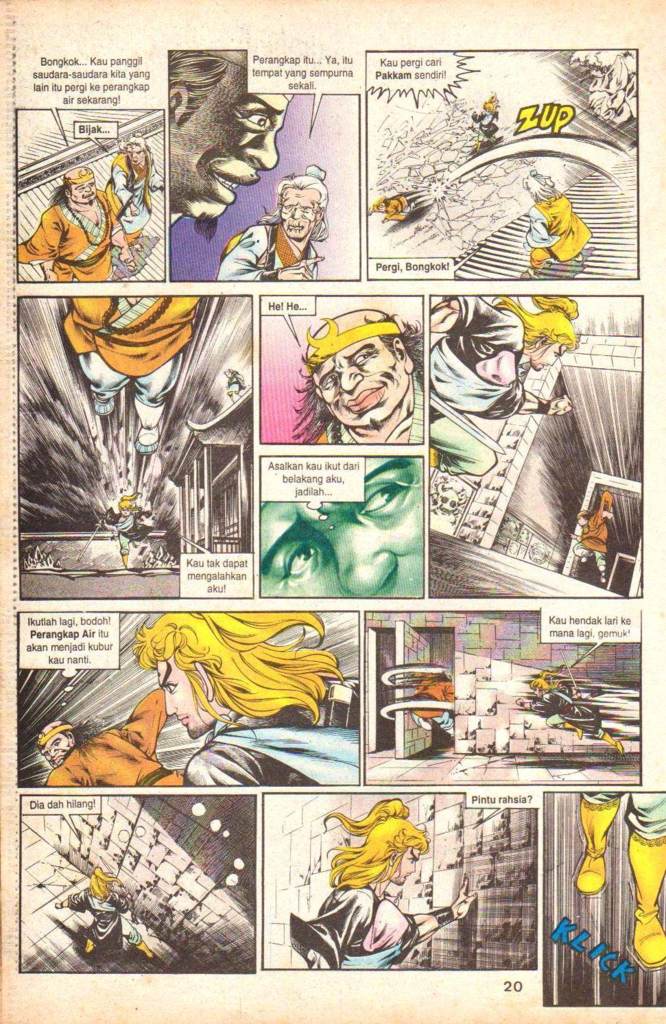 Bongkok... Kau panggil
saudara-saudara kita yang
lain itu pergi ke perangkap
air sekarang!
Bijak...
Perangkap itu... Ya, itu
tempat yang sempurna
sekali.
Kau pergi cari
Pakkam sendiri!
ZUP
Pergi, Bongkok!
Kau tak dapat
mengalahkan
aku!
He! He...
Asalkan kau ikut dari
belakang aku,
jadilah...
Ikutlah lagi, bodoh!
Perangkap Air itu
akan menjadi kubur
kau nanti.
Kau hendak lari ke
mana lagi, gemuk!
Dia dah hilang!
Pintu rahsia?
KLICK
20